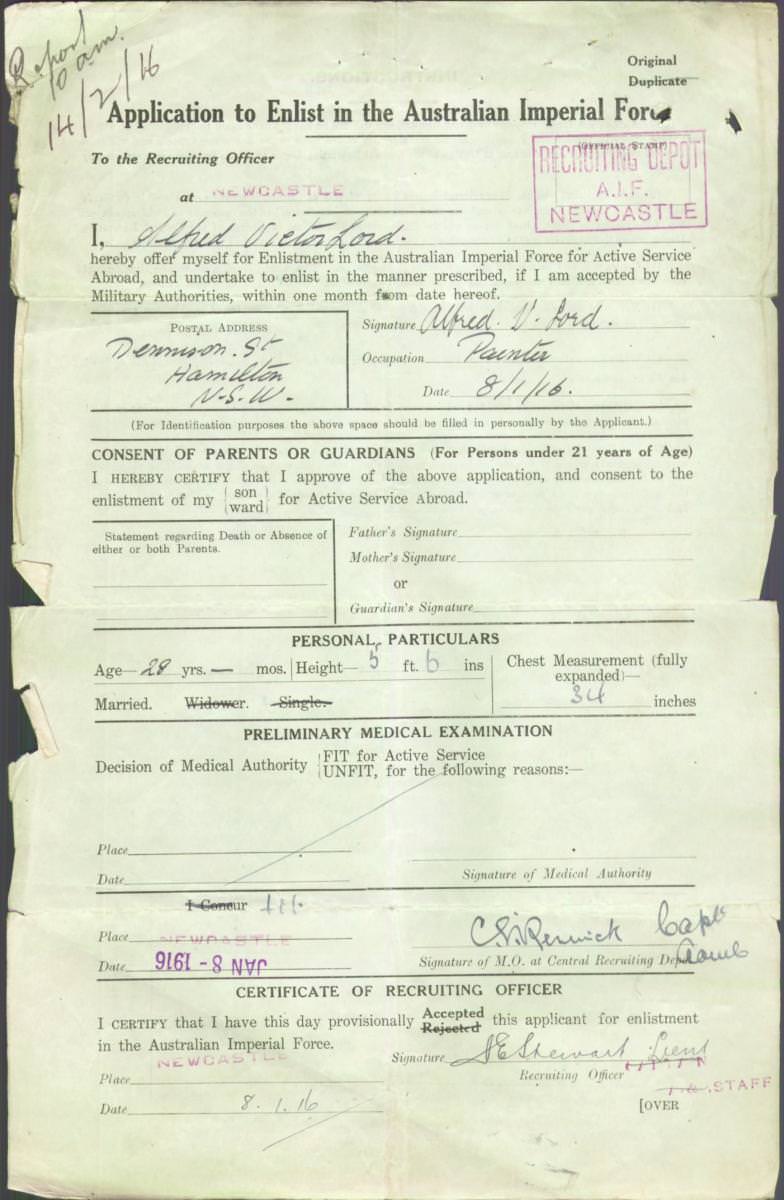 Report
10 am.
14/2/16
Original
Duplicate
Application to Enlist in the Australian Imperial Force
(OFFICIAL STAMP)
RECRUITING DEPOT
A.I.F.
NEWCASTLE
To the Recruiting Officer
at NEWCASTLE
I, Alfred Victor Lord.
hereby offer myself for Enlistment in the Australian Imperial Force for Active Service
Abroad, and undertake to enlist in the manner prescribed, if I am accepted by the
Military Authorities, within one month from date hereof.
POSTAL ADDRESS
Dennison. St
Hamilton
N.S.W.
Signature Alfred. V. Lord.
Occupation Painter
Date 8/1/16.
(For Identification purposes the above space should be filled in personally by the Applicant.)
CONSENT OF PARENTS OR GUARDIANS (For Persons under 21 years of Age)
I HEREBY CERTIFY that I approve of the above application, and consent to the
enlistment of my { son ward } for Active Service Abroad.
Statement regarding Death or Absence of
either or both Parents.
Father's Signature
Mother's Signature
or
Guardian's Signature
PERSONAL PARTICULARS
Age— 28 yrs. — mos. Height— 5 ft. 6 ins
Chest Measurement (fully
expanded)—
34 inches
Married. Widower. Single.
PRELIMINARY MEDICAL EXAMINATION
Decision of Medical Authority { FIT for Active Service
UNFIT, for the following reasons:—
Place
Date
Signature of Medical Authority
I Concur fit.
Place NEWCASTLE
Date JAN 8 - 1916
C. Renwick Capt
Signature of M.O. at Central Recruiting Depot
CERTIFICATE OF RECRUITING OFFICER
I CERTIFY that I have this day provisionally Accepted Rejected this applicant for enlistment
in the Australian Imperial Force.
NEWCASTLE
Signature Stewart Lieut
Recruiting Officer
STAFF
Place
Date 8.1.16
[OVER